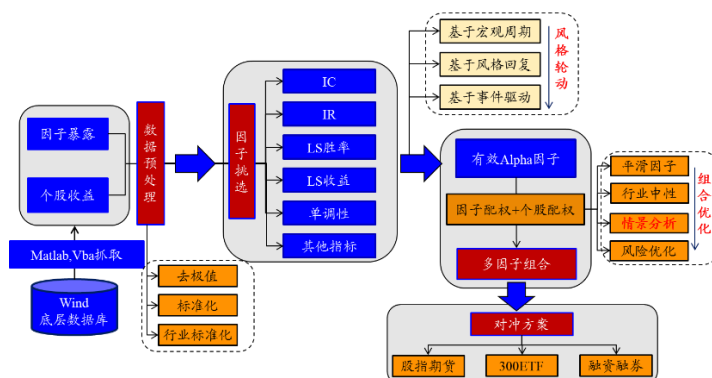 因子暴露
个股收益
Matlab,Vba抓取
Wind
底层数据库
数据预处理
去极值
标准化
行业标准化
因子挑选
IC
IR
LS胜率
LS收益
单调性
其他指标
基于宏观周期
基于风格回复
基于事件驱动
风格轮动
有效Alpha因子
因子配权+个股配权
多因子组合
平滑因子
行业中性
情景分析
风险优化
组合优化
对冲方案
股指期货
300ETF
融资融券